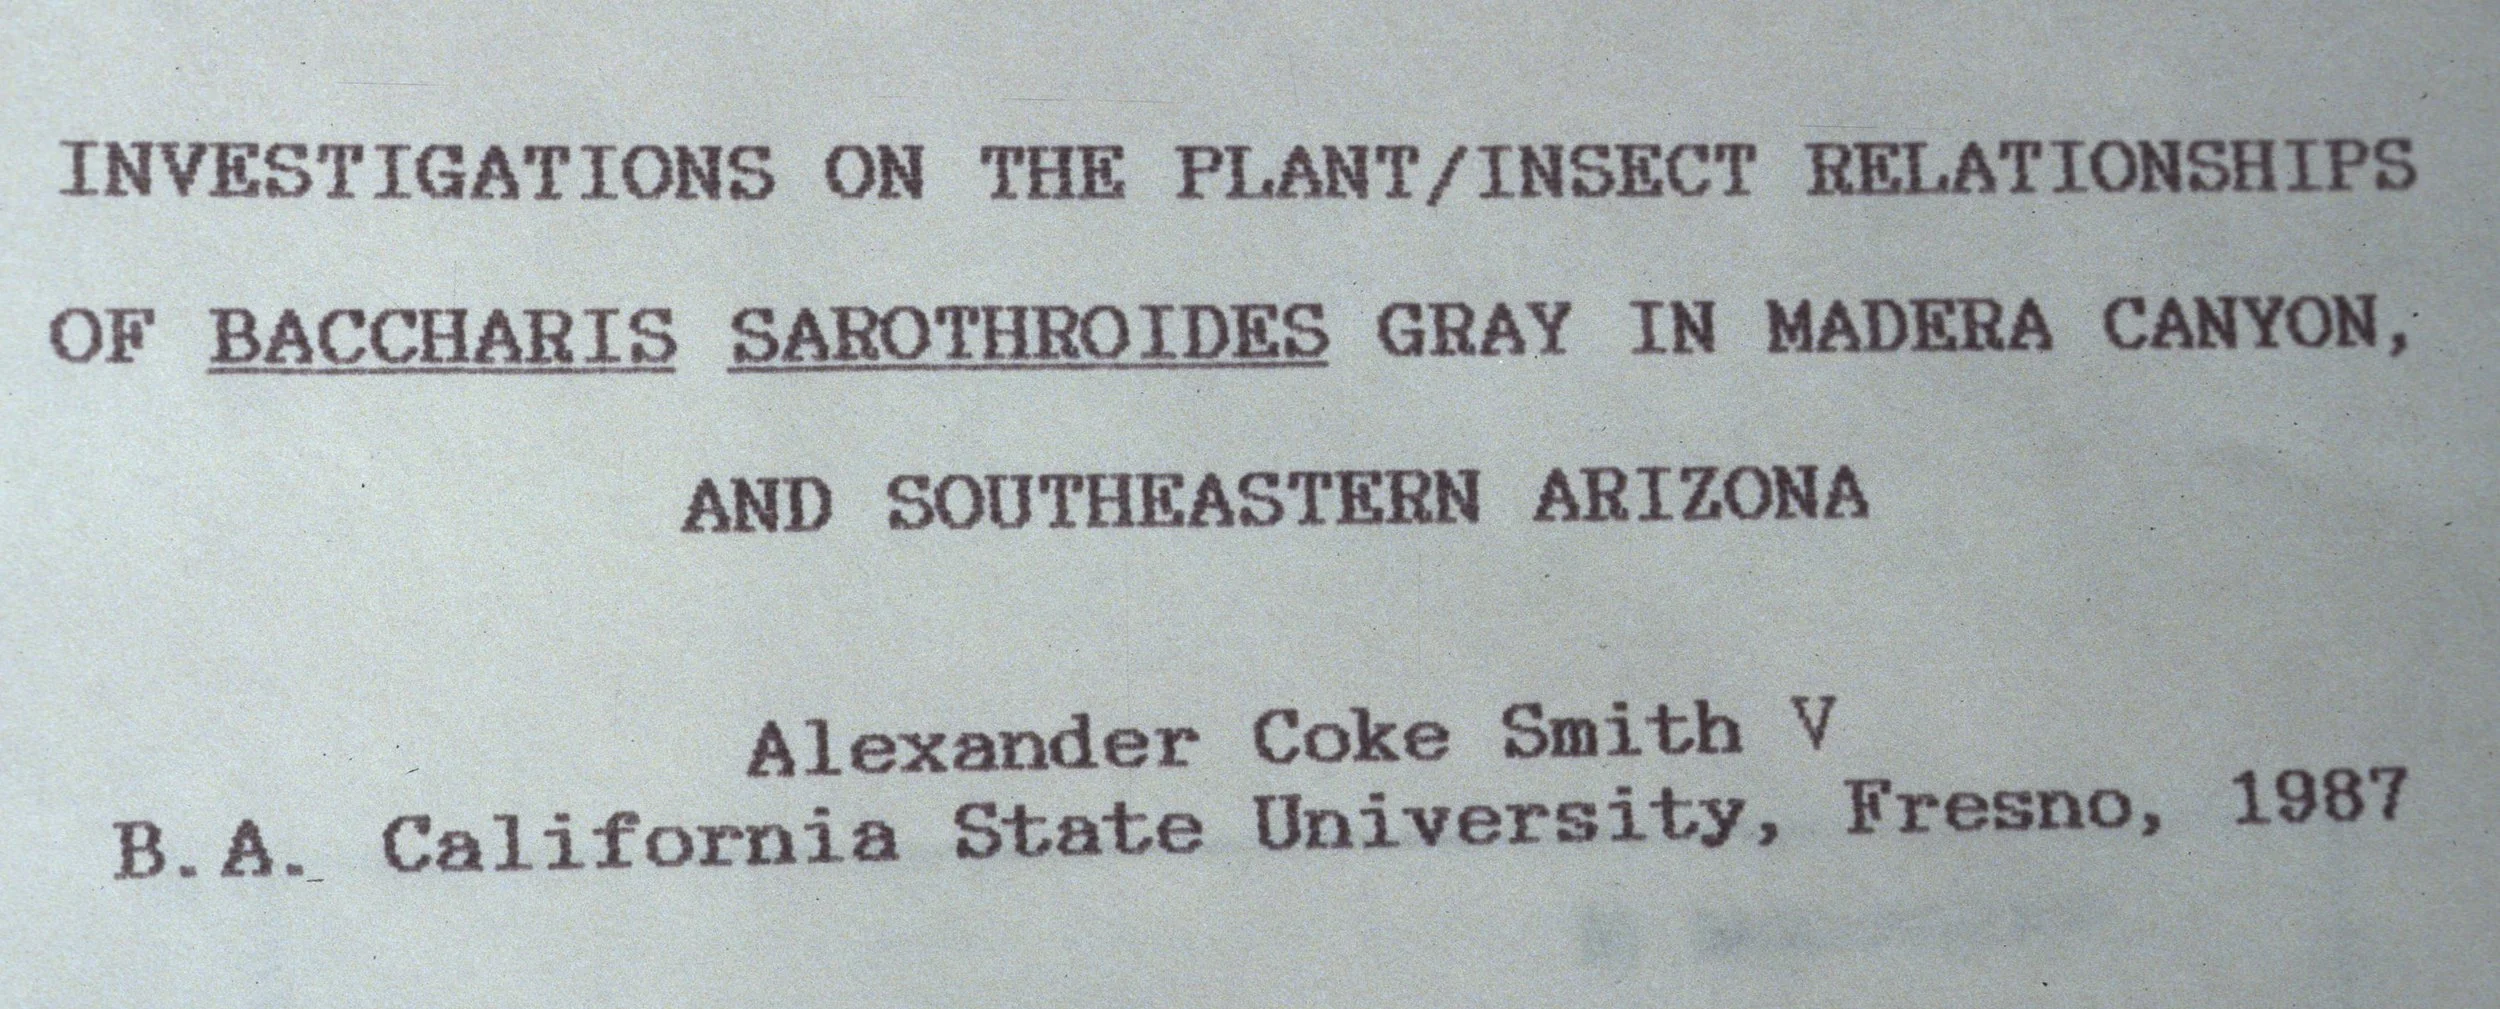 INVESTIGATIONS ON THE PLANT/INSECT RELATIONSHIPS
OF BACCHARIS SAROTHROIDES GRAY IN MADERA CANYON,
AND SOUTHEASTERN ARIZONA
Alexander Coke Smith V
B.A. California State University, Fresno, 1987